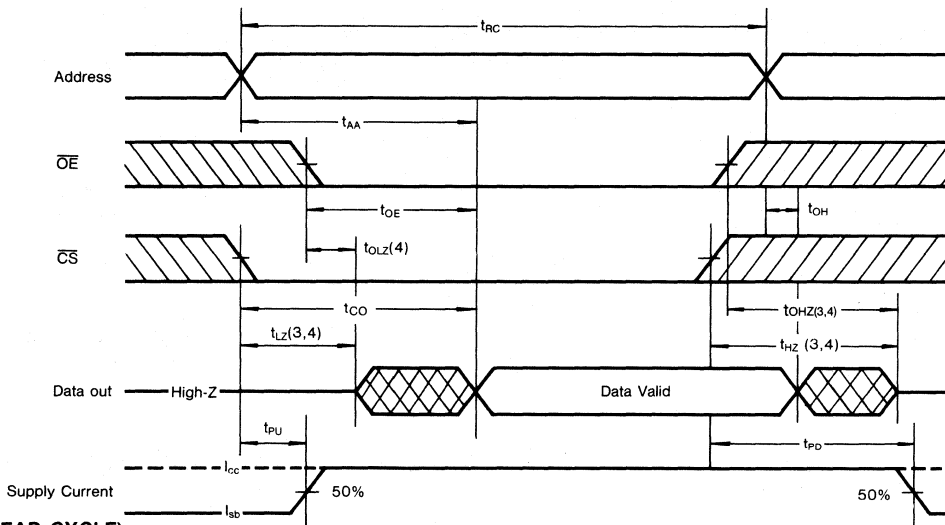 tRC
Address
tAA
OE
tOE
tOH
tOLZ(4)
CS
tCO
tOHZ(3,4)
tLZ(3,4)
tHZ (3,4)
Data out
High-Z
Data Valid
tPU
tPD
Icc
Supply Current
50%
50%
Isb